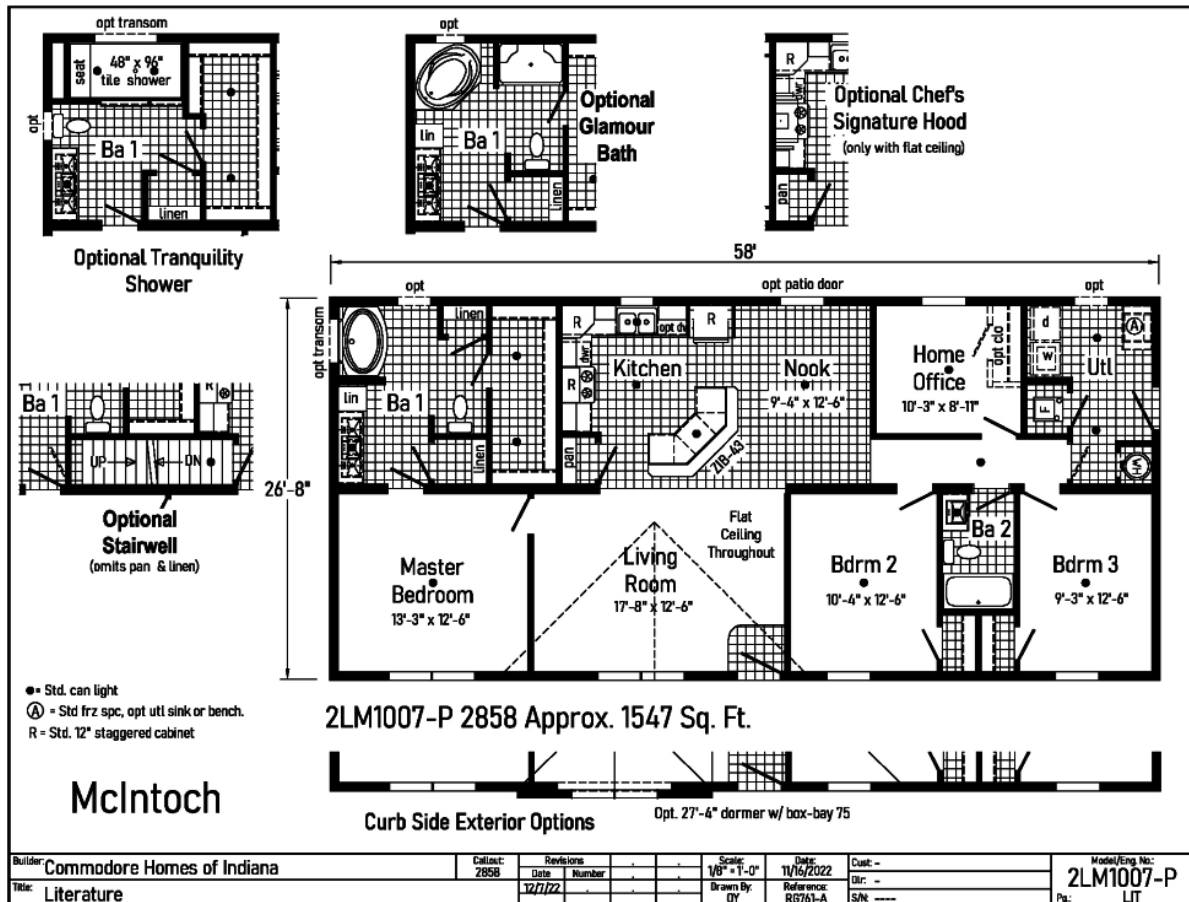 opt transom
seat
48" x 96"
tile shower
opt
Ba 1
linen
Optional Tranquility
Shower
opt
Optional
Glamour
Bath
lin
Ba 1
linen
R
dwr
pan
Optional Chef's
Signature Hood
(only with flat ceiling)
58'
opt
opt patio door
opt
opt transom
linen
R
opt dw
R
dwr
R
Kitchen
Nook
9'-4" x 12'-6"
Home
Office
10'-3" x 8'-11"
opt clo
d
w
A
Utl
F
WH
lin
Ba 1
linen
pan
ZIB-43
26'-8"
Ba 1
R
UP
DN
Optional
Stairwell
(omits pan & linen)
Master
Bedroom
13'-3" x 12'-6"
Living
Room
17'-8" x 12'-6"
Flat
Ceiling
Throughout
Bdrm 2
10'-4" x 12'-6"
Ba 2
Bdrm 3
9'-3" x 12'-6"
= Std. can light
A = Std frz spc, opt utl sink or bench.
R = Std. 12" staggered cabinet
2LM1007-P 2858 Approx. 1547 Sq. Ft.
McIntoch
Curb Side Exterior Options
Opt. 27'-4" dormer w/ box-bay 75
Builder: Commodore Homes of Indiana
Title: Literature
Callout:
2858
Revisions
Date Number
12/7/22
Scale:
1/8" = 1'-0"
Drawn By:
DY
Date:
11/16/2022
Reference:
RG761-A
Cust: -
Dlr: -
S/N: ----
Model/Eng. No.:
2LM1007-P
Pg.: LIT